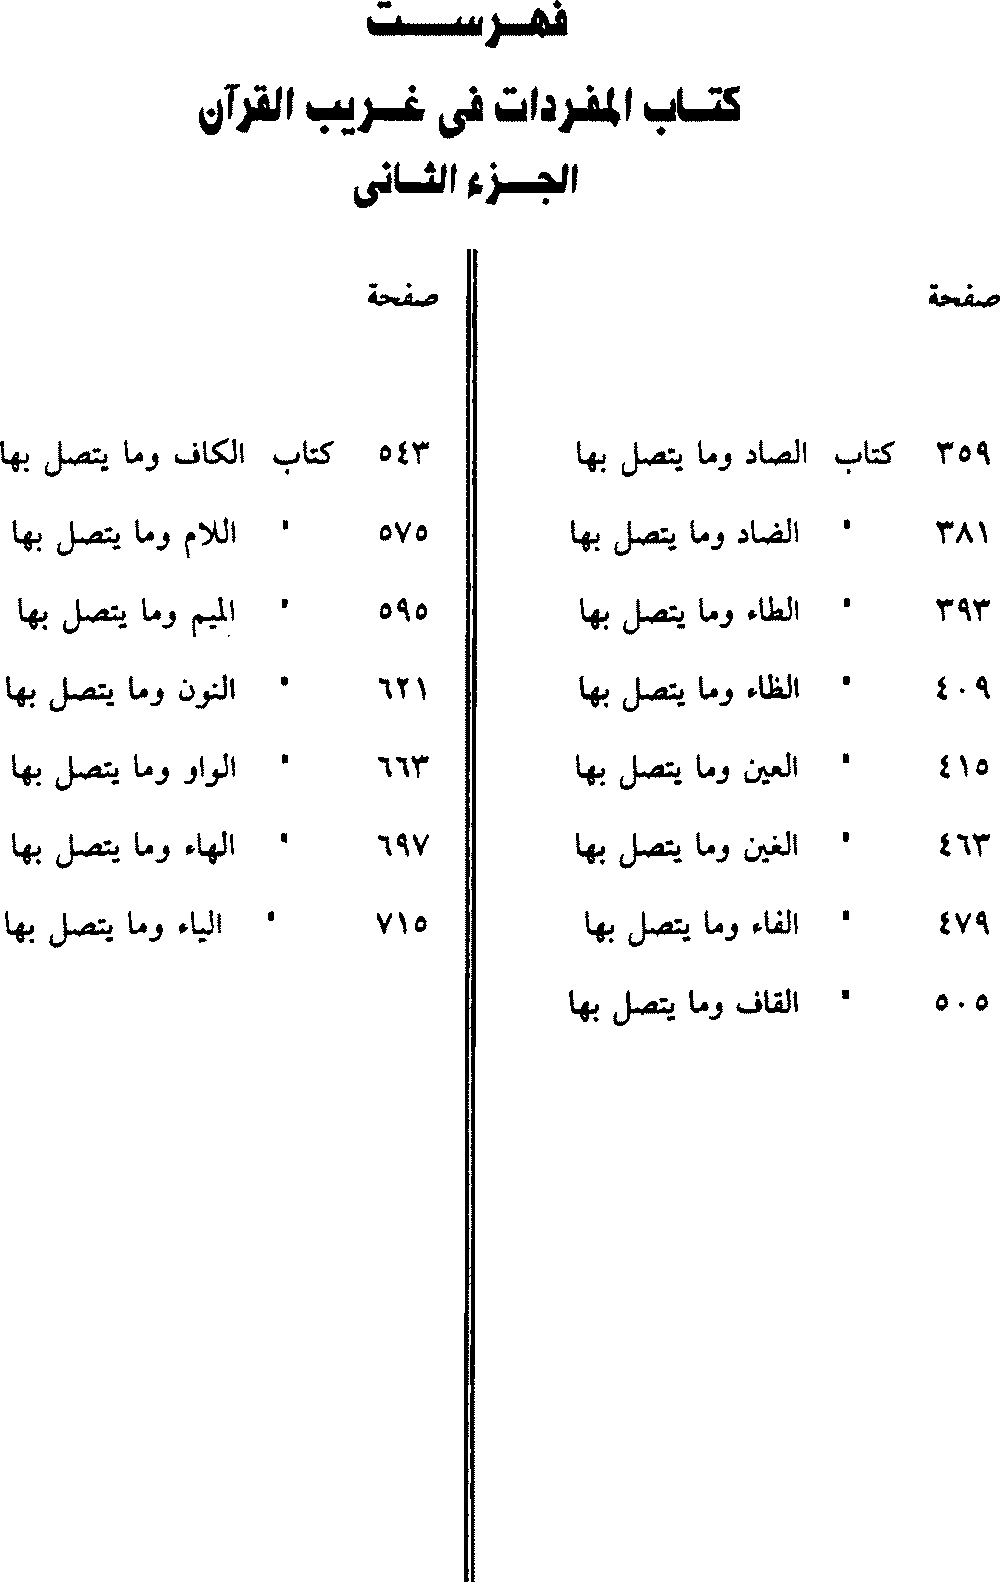 فهرست
كتاب المفردات فى غريب القرآن
الجزء الثانى
صفحة
٣٥٩ كتاب الصاد وما يتصل بها
٣٨١ " الضاد وما يتصل بها
٣٩٣ " الطاء وما يتصل بها
٤٠٩ " الظاء وما يتصل بها
٤١٥ " العين وما يتصل بها
٤٦٣ " الغين وما يتصل بها
٤٧٩ " الفاء وما يتصل بها
٥٠٥ " القاف وما يتصل بها
صفحة
٥٤٣ كتاب الكاف وما يتصل بها
٥٧٥ " اللام وما يتصل بها
٥٩٥ " الميم وما يتصل بها
٦٢١ " النون وما يتصل بها
٦٦٣ " الواو وما يتصل بها
٦٩٧ " الهاء وما يتصل بها
٧١٥ " الياء وما يتصل بها